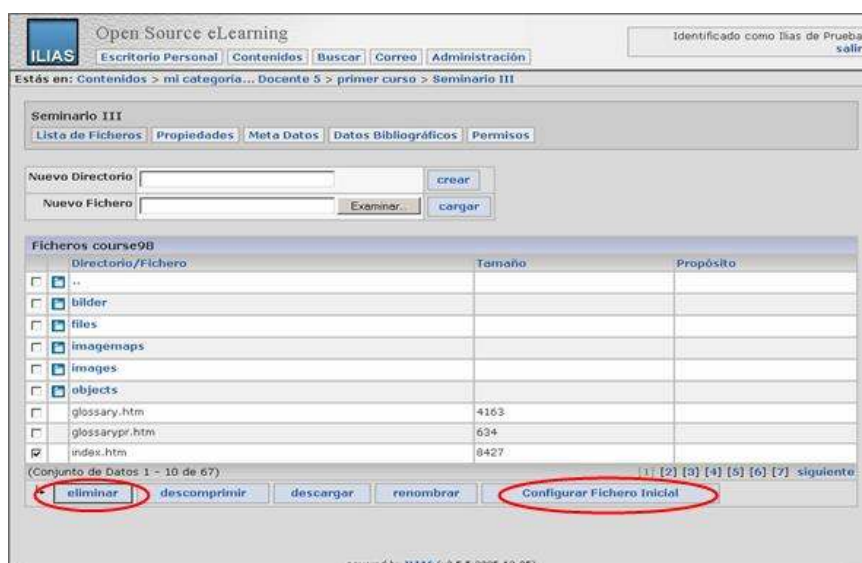 Open Source eLearning
ILIAS
Identificado como Ilias de Prueba
salir
Escritorio Personal Contenidos Buscar Correo Administración
Estás en: Contenidos > mi categoría... Docente 5 > primer curso > Seminario III
Seminario III
Lista de Ficheros Propiedades Meta Datos Datos Bibliográficos Permisos
Nuevo Directorio crear
Nuevo Fichero Examinar... cargar
Ficheros course98
Directorio/Fichero Tamaño Propósito
..
bilder
files
imagemaps
images
objects
glossary.htm 4163
glossarypr.htm 634
index.htm 8427
(Conjunto de Datos 1 - 10 de 67) [1] [2] [3] [4] [5] [6] [7] siguiente
eliminar descomprimir descargar renombrar Configurar Fichero Inicial